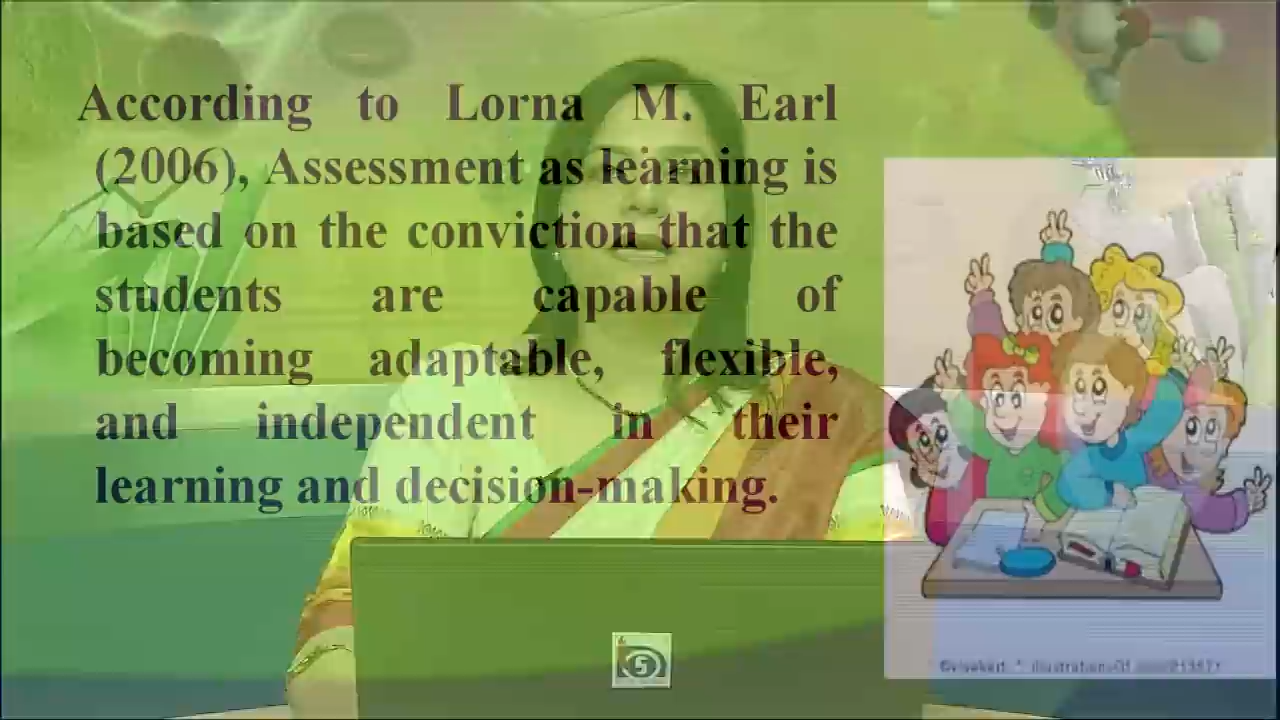 According to Lorna M. Earl
(2006), Assessment as learning is
based on the conviction that the
students are capable of
becoming adaptable, flexible,
and independent in their
learning and decision-making.